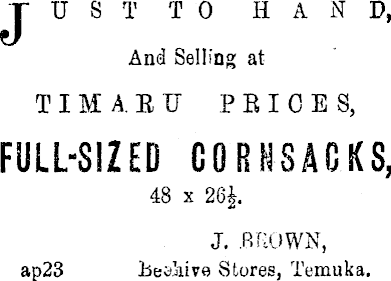 JUST TO HAND,
And Selling at
TIMARU PRICES,
FULL-SIZED CORNSACKS,
48 x 26½.
J. BROWN,
ap23 Beehive Stores, Temuka.